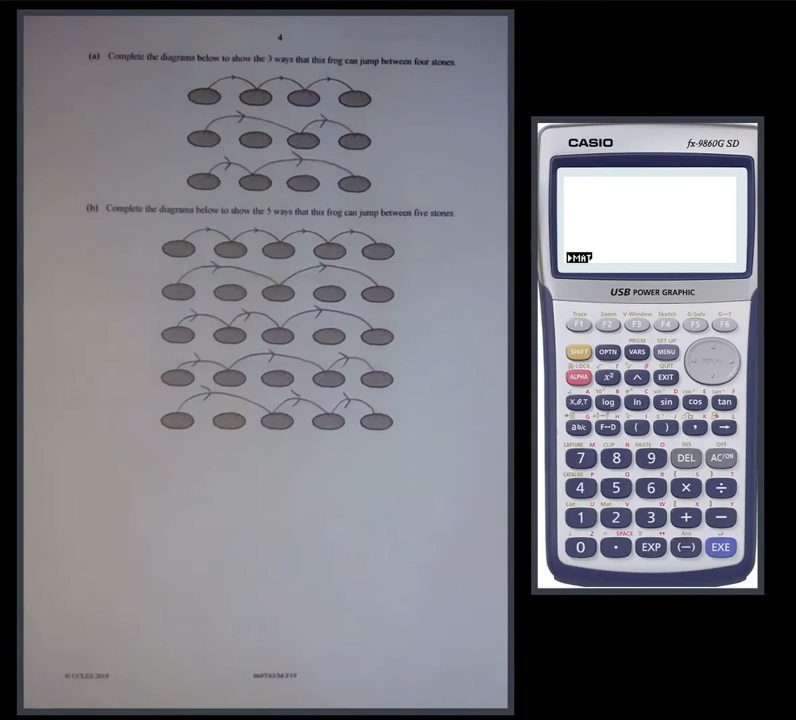 4
(a) Complete the diagrams below to show the 3 ways that this frog can jump between four stones.
(b) Complete the diagrams below to show the 5 ways that this frog can jump between five stones.
© UCLES 2019
CASIO fx-9860G SD
MAT
USB POWER GRAPHIC
Trace Zoom V-Window Sketch G-Solv G↔T
F1 F2 F3 F4 F5 F6
PRGM SET UP
SHIFT OPTN VARS MENU
A-LOCK QUIT
ALPHA x² ^ EXIT
X,θ,T log ln sin cos tan
ab/c F↔D ( ) , →
CAPTURE M CLIP N PASTE O INS OFF
7 8 9 DEL AC/ON
CATALOG P Q R { S } T
4 5 6 × ÷
List U Mat V W [ X ] Y
1 2 3 + −
Z = SPACE " Ans
0 . EXP (−) EXE